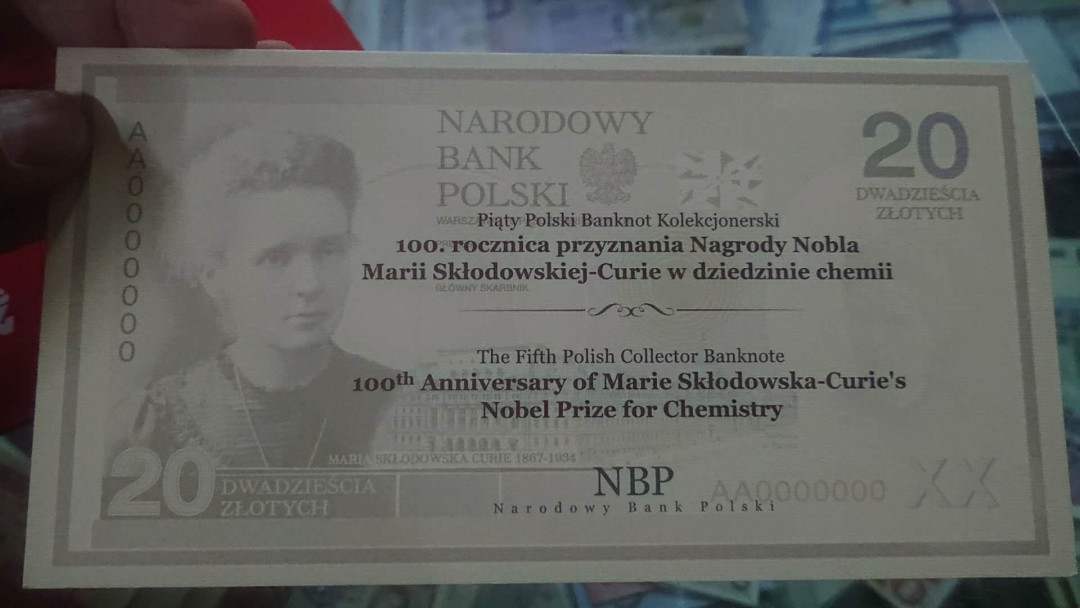 AA0000000
NARODOWY
BANK
POLSKI
20
DWADZIEŚCIA
ZŁOTYCH
Piąty Polski Banknot Kolekcjonerski
100. rocznica przyznania Nagrody Nobla
Marii Skłodowskiej-Curie w dziedzinie chemii
GŁÓWNY SKARBNIK
The Fifth Polish Collector Banknote
100th Anniversary of Marie Skłodowska-Curie's
Nobel Prize for Chemistry
MARIA SKŁODOWSKA CURIE 1867-1934
20
DWADZIEŚCIA
ZŁOTYCH
NBP
Narodowy Bank Polski
AA0000000
XX